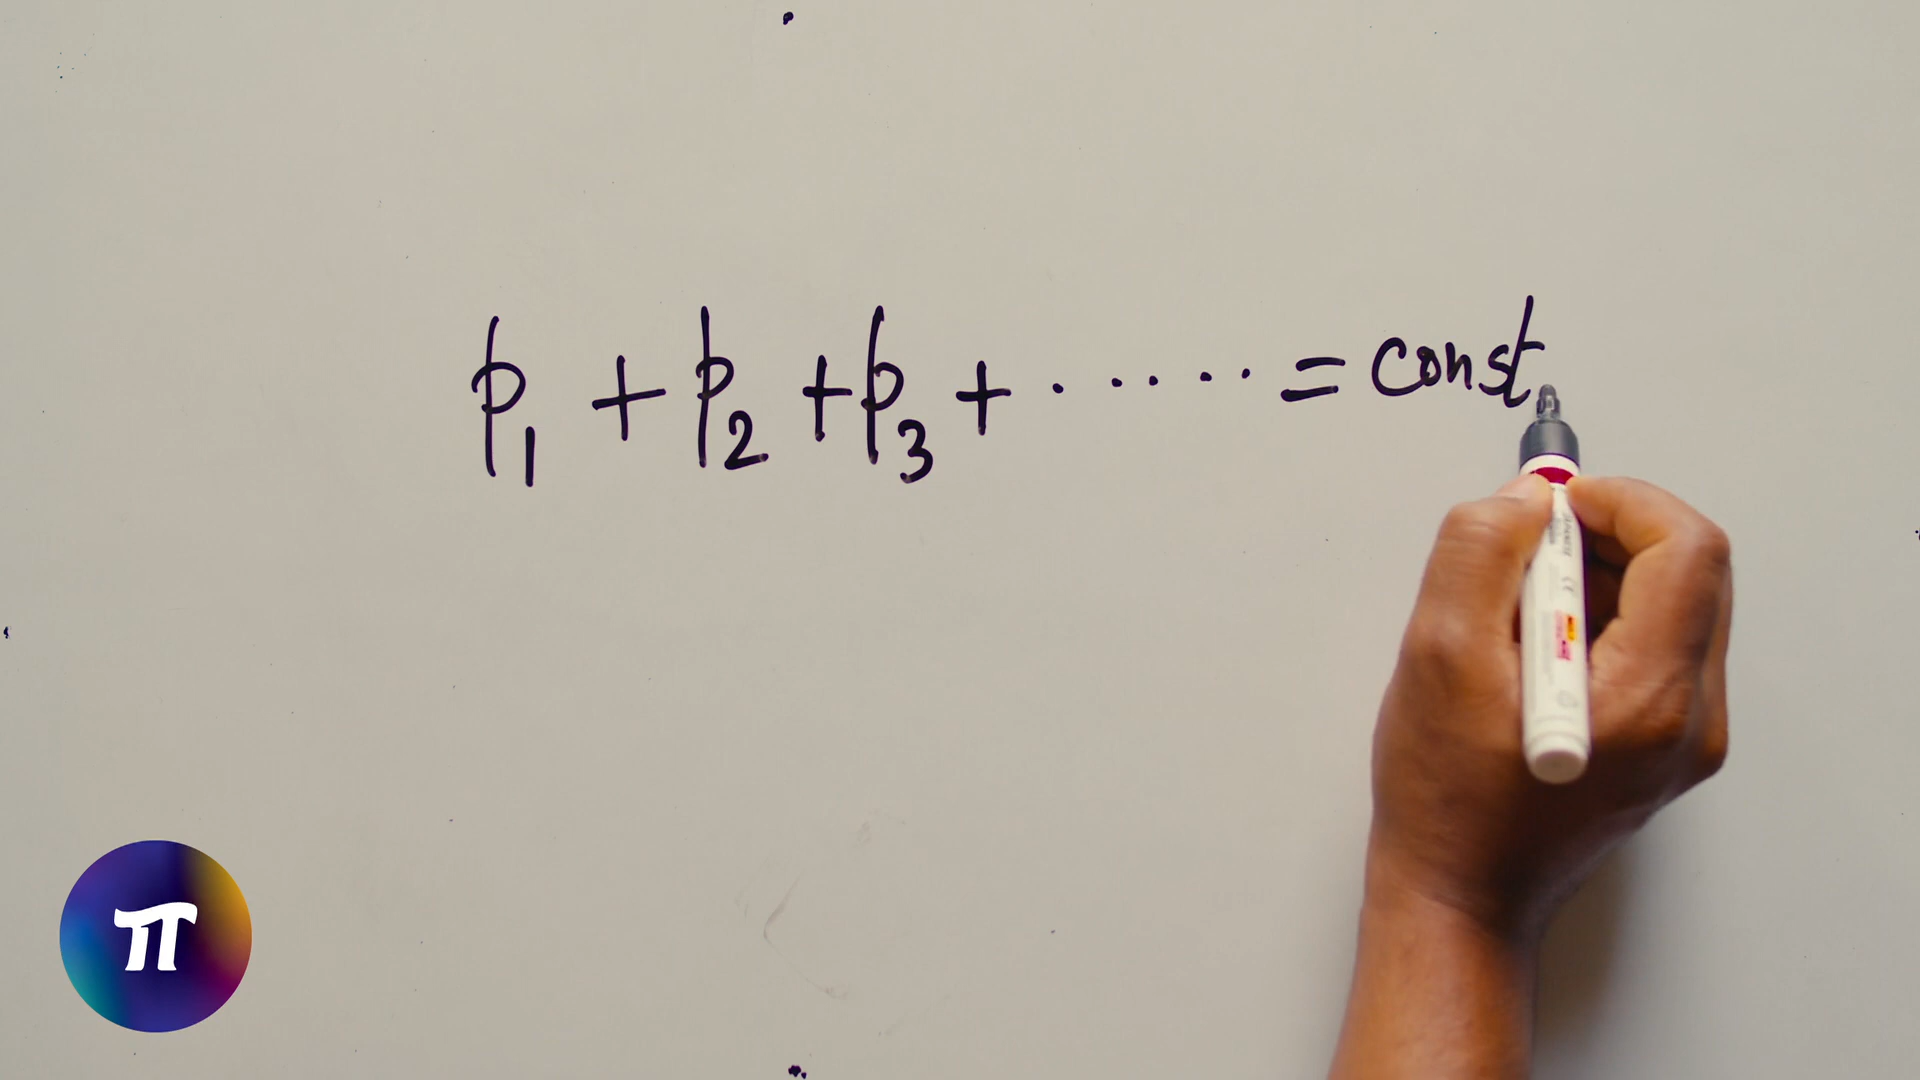 p₁ + p₂ + p₃ + ..... = const.
π